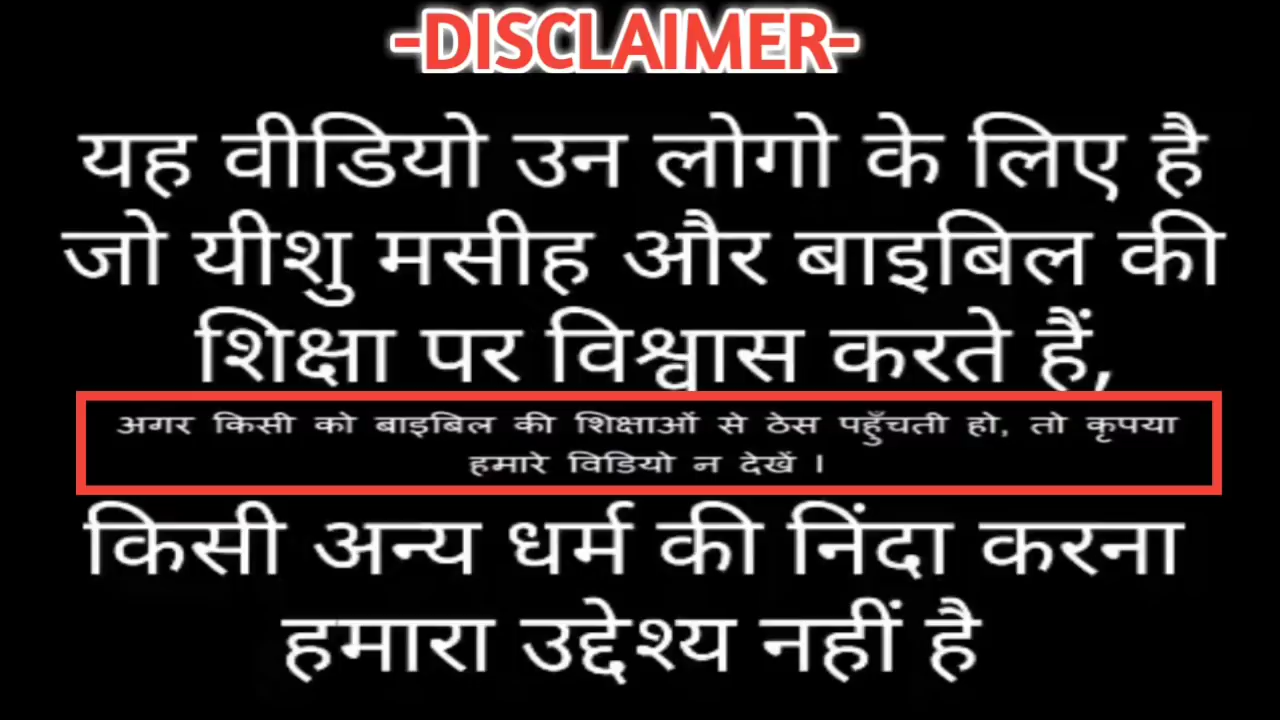 -DISCLAIMER-
यह वीडियो उन लोगो के लिए है
जो यीशु मसीह और बाइबिल की
शिक्षा पर विश्वास करते हैं,
अगर किसी को बाइबिल की शिक्षाओं से ठेस पहुँचती हो, तो कृपया
हमारे विडियो न देखें ।
किसी अन्य धर्म की निंदा करना
हमारा उद्देश्य नहीं है